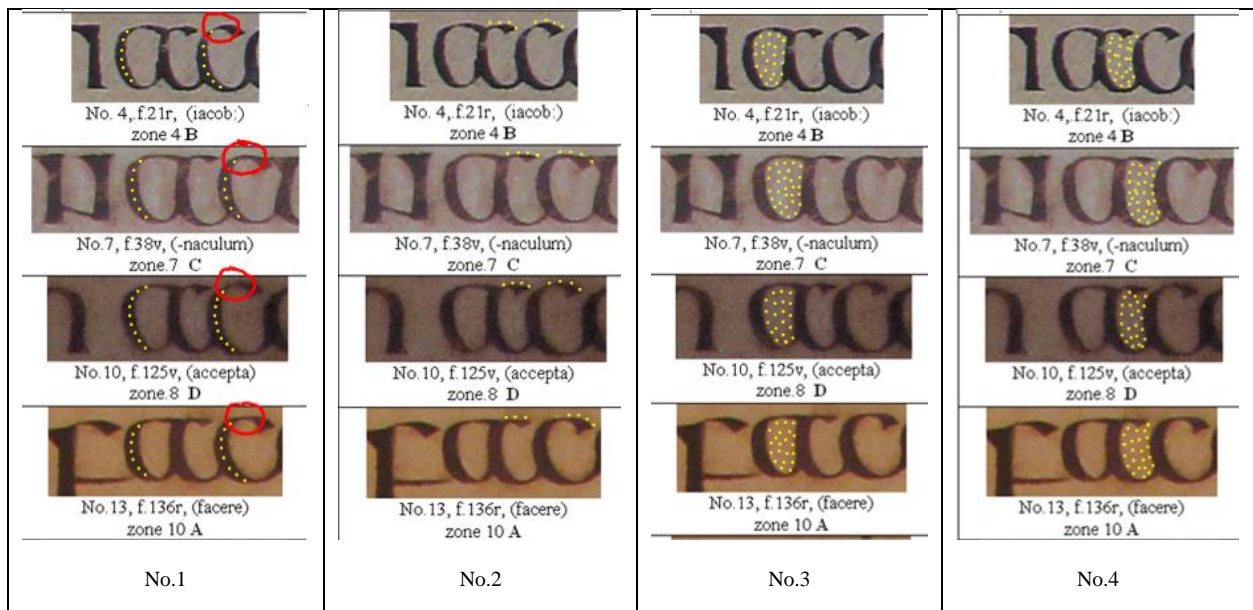 No. 4,.f.21r, (iacob:)
zone 4 B
No.7, f.38v, (-naculum)
zone.7 C
No.10, f.125v, (accepta)
zone.8 D
No.13, f.136r, (facere)
zone 10 A
No.1
No. 4,.f.21r, (iacob:)
zone 4 B
No.7, f.38v, (-naculum)
zone.7 C
No.10, f.125v, (accepta)
zone.8 D
No.13, f.136r, (facere)
zone 10 A
No.2
No. 4,.f.21r, (iacob:)
zone 4 B
No.7, f.38v, (-naculum)
zone.7 C
No.10, f.125v, (accepta)
zone.8 D
No.13, f.136r, (facere)
zone 10 A
No.3
No. 4,.f.21r, (iacob:)
zone 4 B
No.7, f.38v, (-naculum)
zone.7 C
No.10, f.125v, (accepta)
zone.8 D
No.13, f.136r, (facere)
zone 10 A
No.4